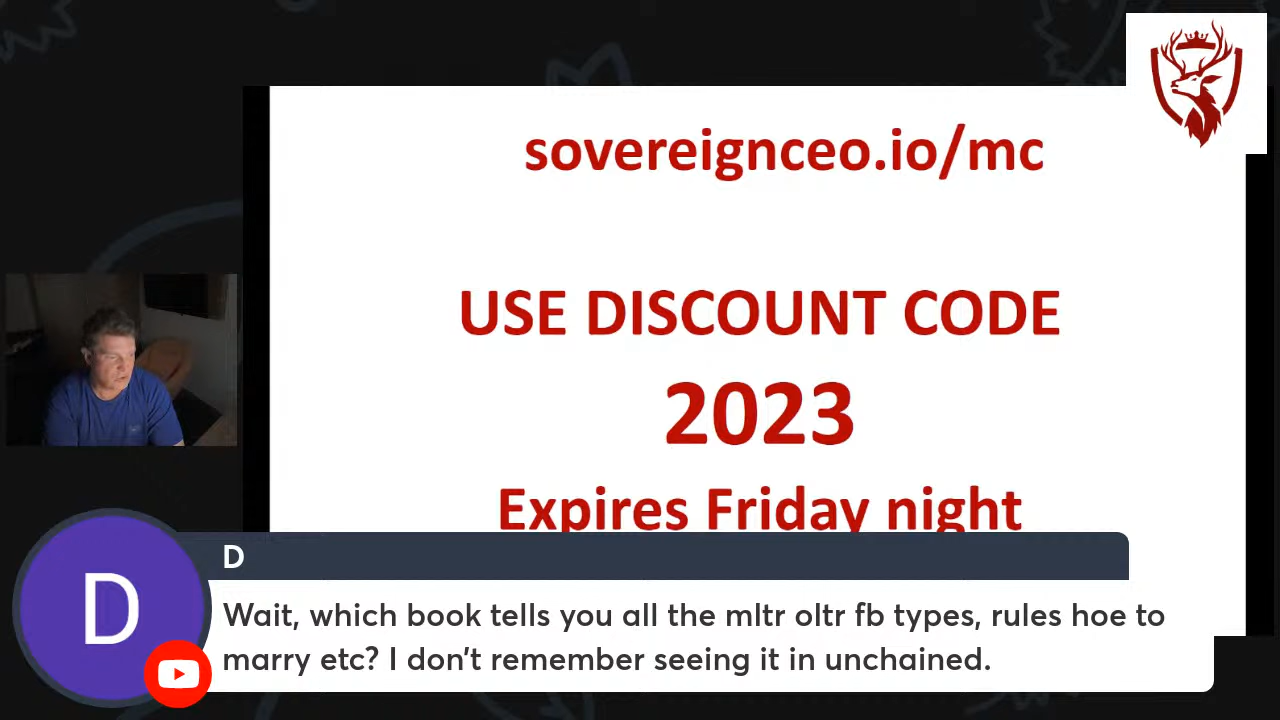 sovereignceo.io/mc
USE DISCOUNT CODE
2023
Expires Friday night
D
D
Wait, which book tells you all the mltr oltr fb types, rules hoe to
marry etc? I don't remember seeing it in unchained.